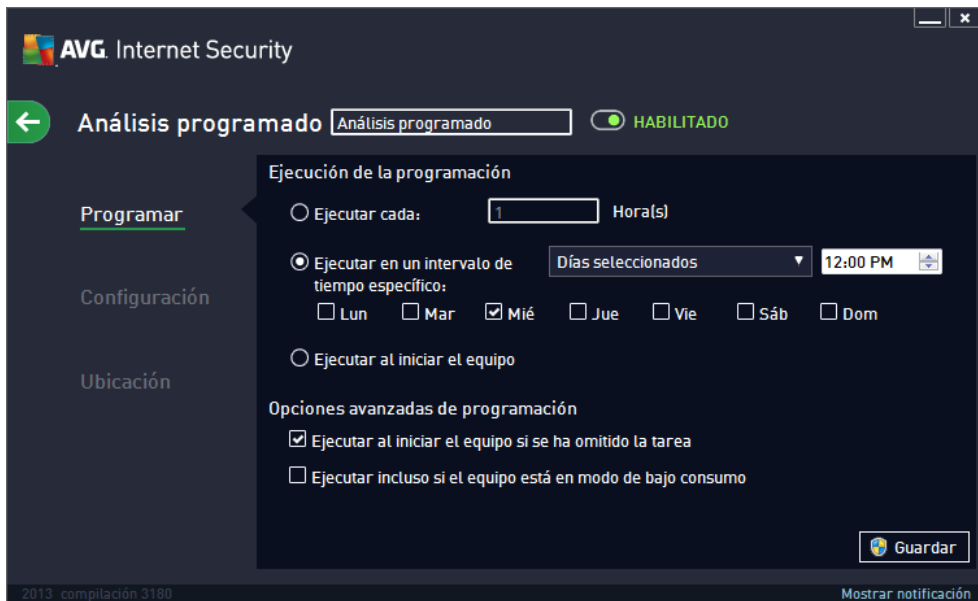 AVG. Internet Security
Análisis programado Análisis programado HABILITADO
Programar
Configuración
Ubicación
Ejecución de la programación
Ejecutar cada: 1 Hora(s)
Ejecutar en un intervalo de tiempo específico: Días seleccionados 12:00 PM
Lun Mar Mié Jue Vie Sáb Dom
Ejecutar al iniciar el equipo
Opciones avanzadas de programación
Ejecutar al iniciar el equipo si se ha omitido la tarea
Ejecutar incluso si el equipo está en modo de bajo consumo
Guardar
2013 compilación 3180 Mostrar notificación